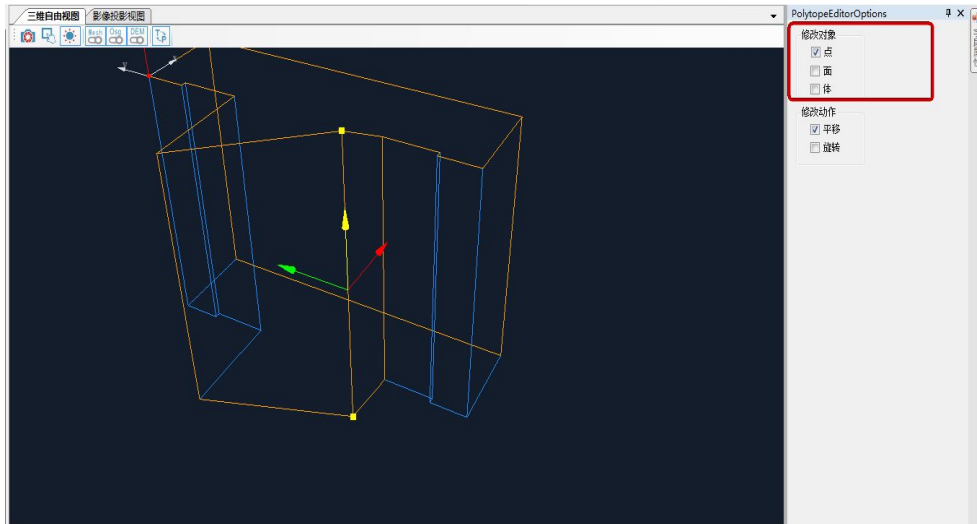 三维自由视图 影像投影视图
PolytopeEditorOptions
Mesh Osg DEM
修改对象
点
面
体
修改动作
平移
旋转